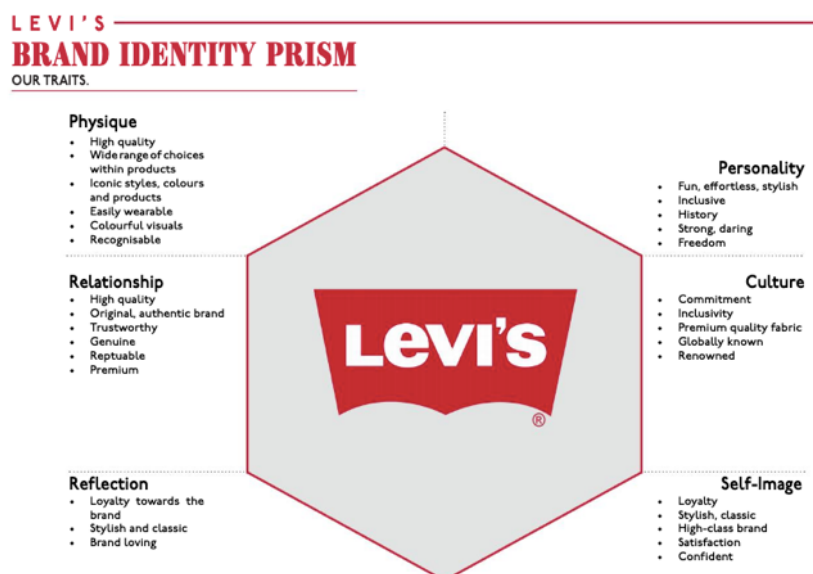 LEVI'S
BRAND IDENTITY PRISM
OUR TRAITS.
Physique
• High quality
• Wide range of choices
within products
• Iconic styles, colours
and products
• Easily wearable
• Colourful visuals
• Recognisable
Personality
• Fun, effortless, stylish
• Inclusive
• History
• Strong, daring
• Freedom
Relationship
• High quality
• Original, authentic brand
• Trustworthy
• Genuine
• Reptuable
• Premium
Culture
• Commitment
• Inclusivity
• Premium quality fabric
• Globally known
• Renowned
LEVI'S
®
Reflection
• Loyalty towards the
brand
• Stylish and classic
• Brand loving
Self-Image
• Loyalty
• Stylish, classic
• High-class brand
• Satisfaction
• Confident